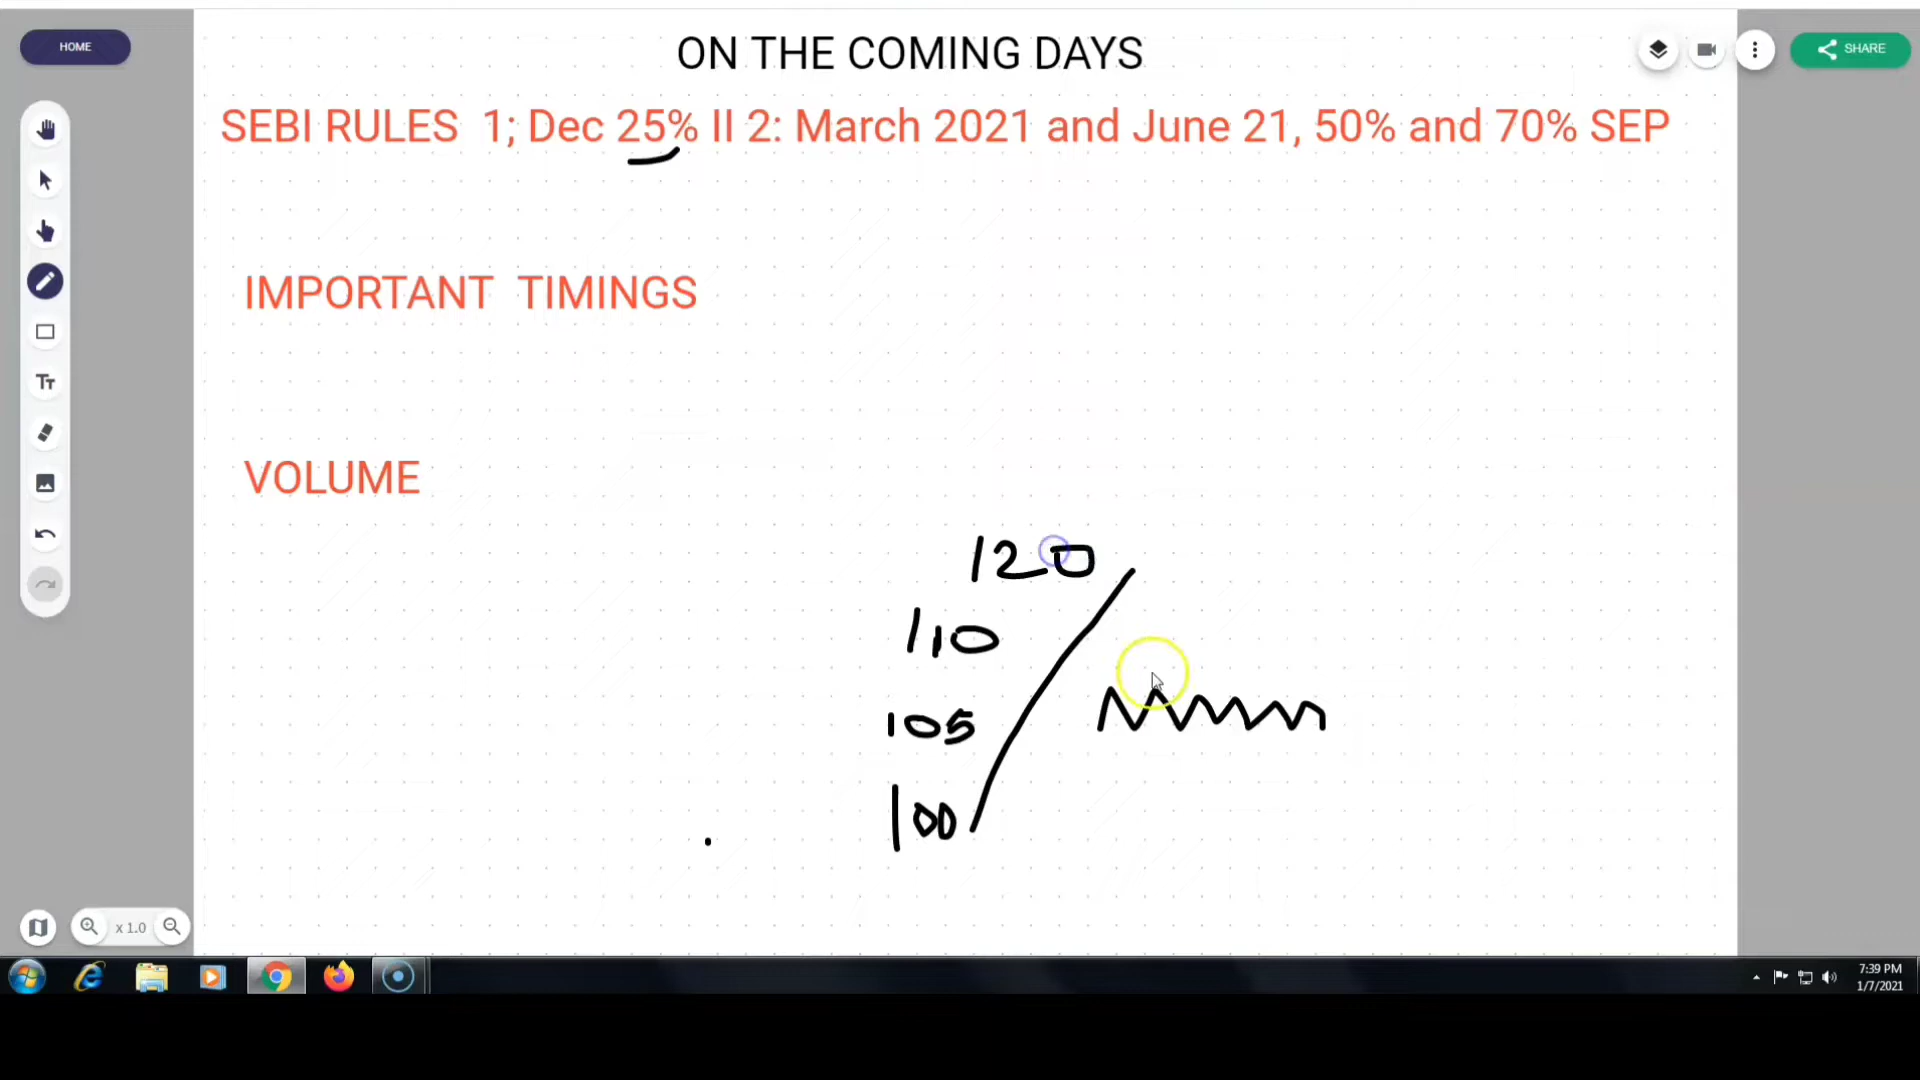 ON THE COMING DAYS
HOME
SHARE
SEBI RULES 1; Dec 25% II 2: March 2021 and June 21, 50% and 70% SEP
IMPORTANT TIMINGS
Tт
VOLUME
120
110
105
100
x 1.0
7:39 PM
1/7/2021